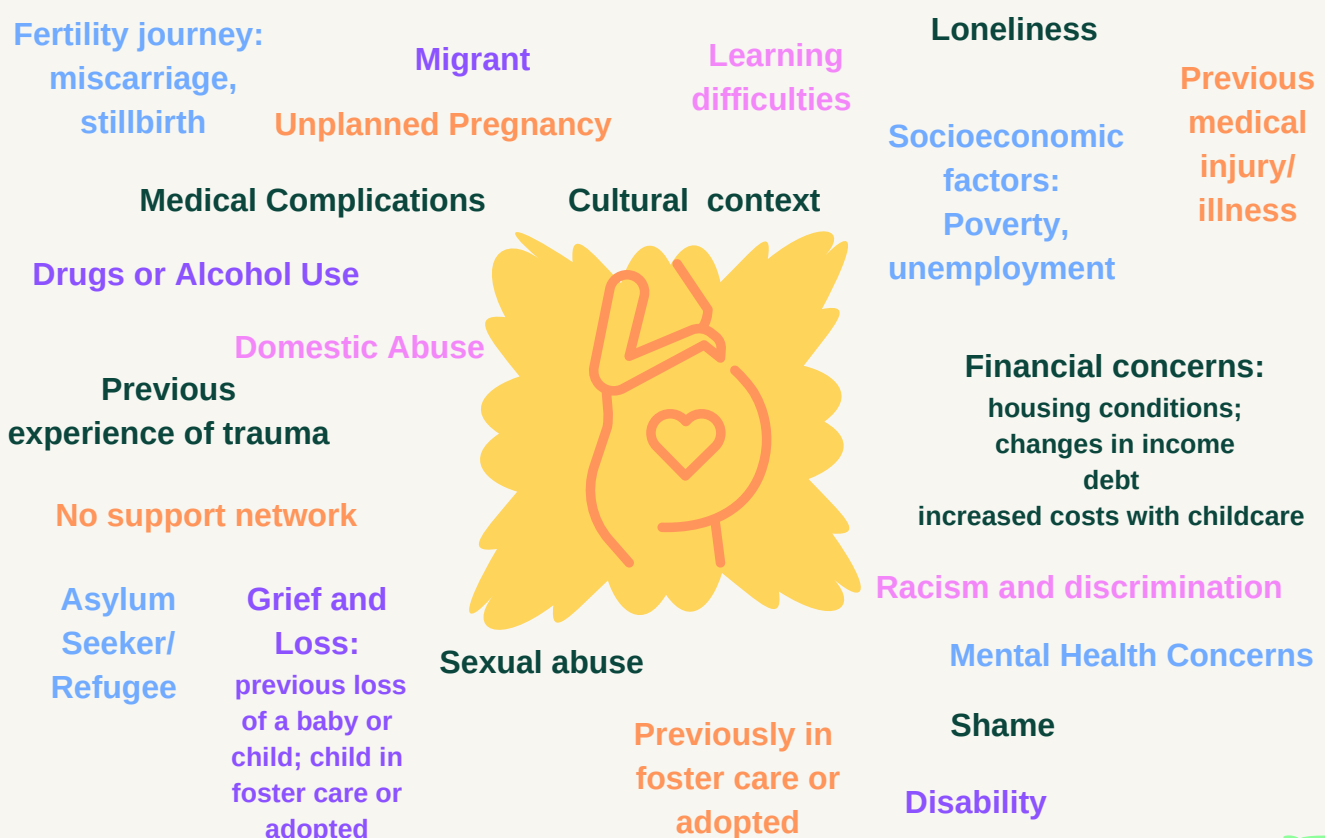 Fertility journey:
miscarriage,
stillbirth
Migrant
Unplanned Pregnancy
Learning
difficulties
Loneliness
Previous
medical
injury/
illness
Socioeconomic
factors:
Poverty,
unemployment
Medical Complications
Cultural context
Drugs or Alcohol Use
Domestic Abuse
Previous
experience of trauma
Financial concerns:
housing conditions;
changes in income
debt
increased costs with childcare
No support network
Asylum
Seeker/
Refugee
Grief and
Loss:
previous loss
of a baby or
child; child in
foster care or
adopted
Sexual abuse
Racism and discrimination
Mental Health Concerns
Previously in
foster care or
adopted
Shame
Disability